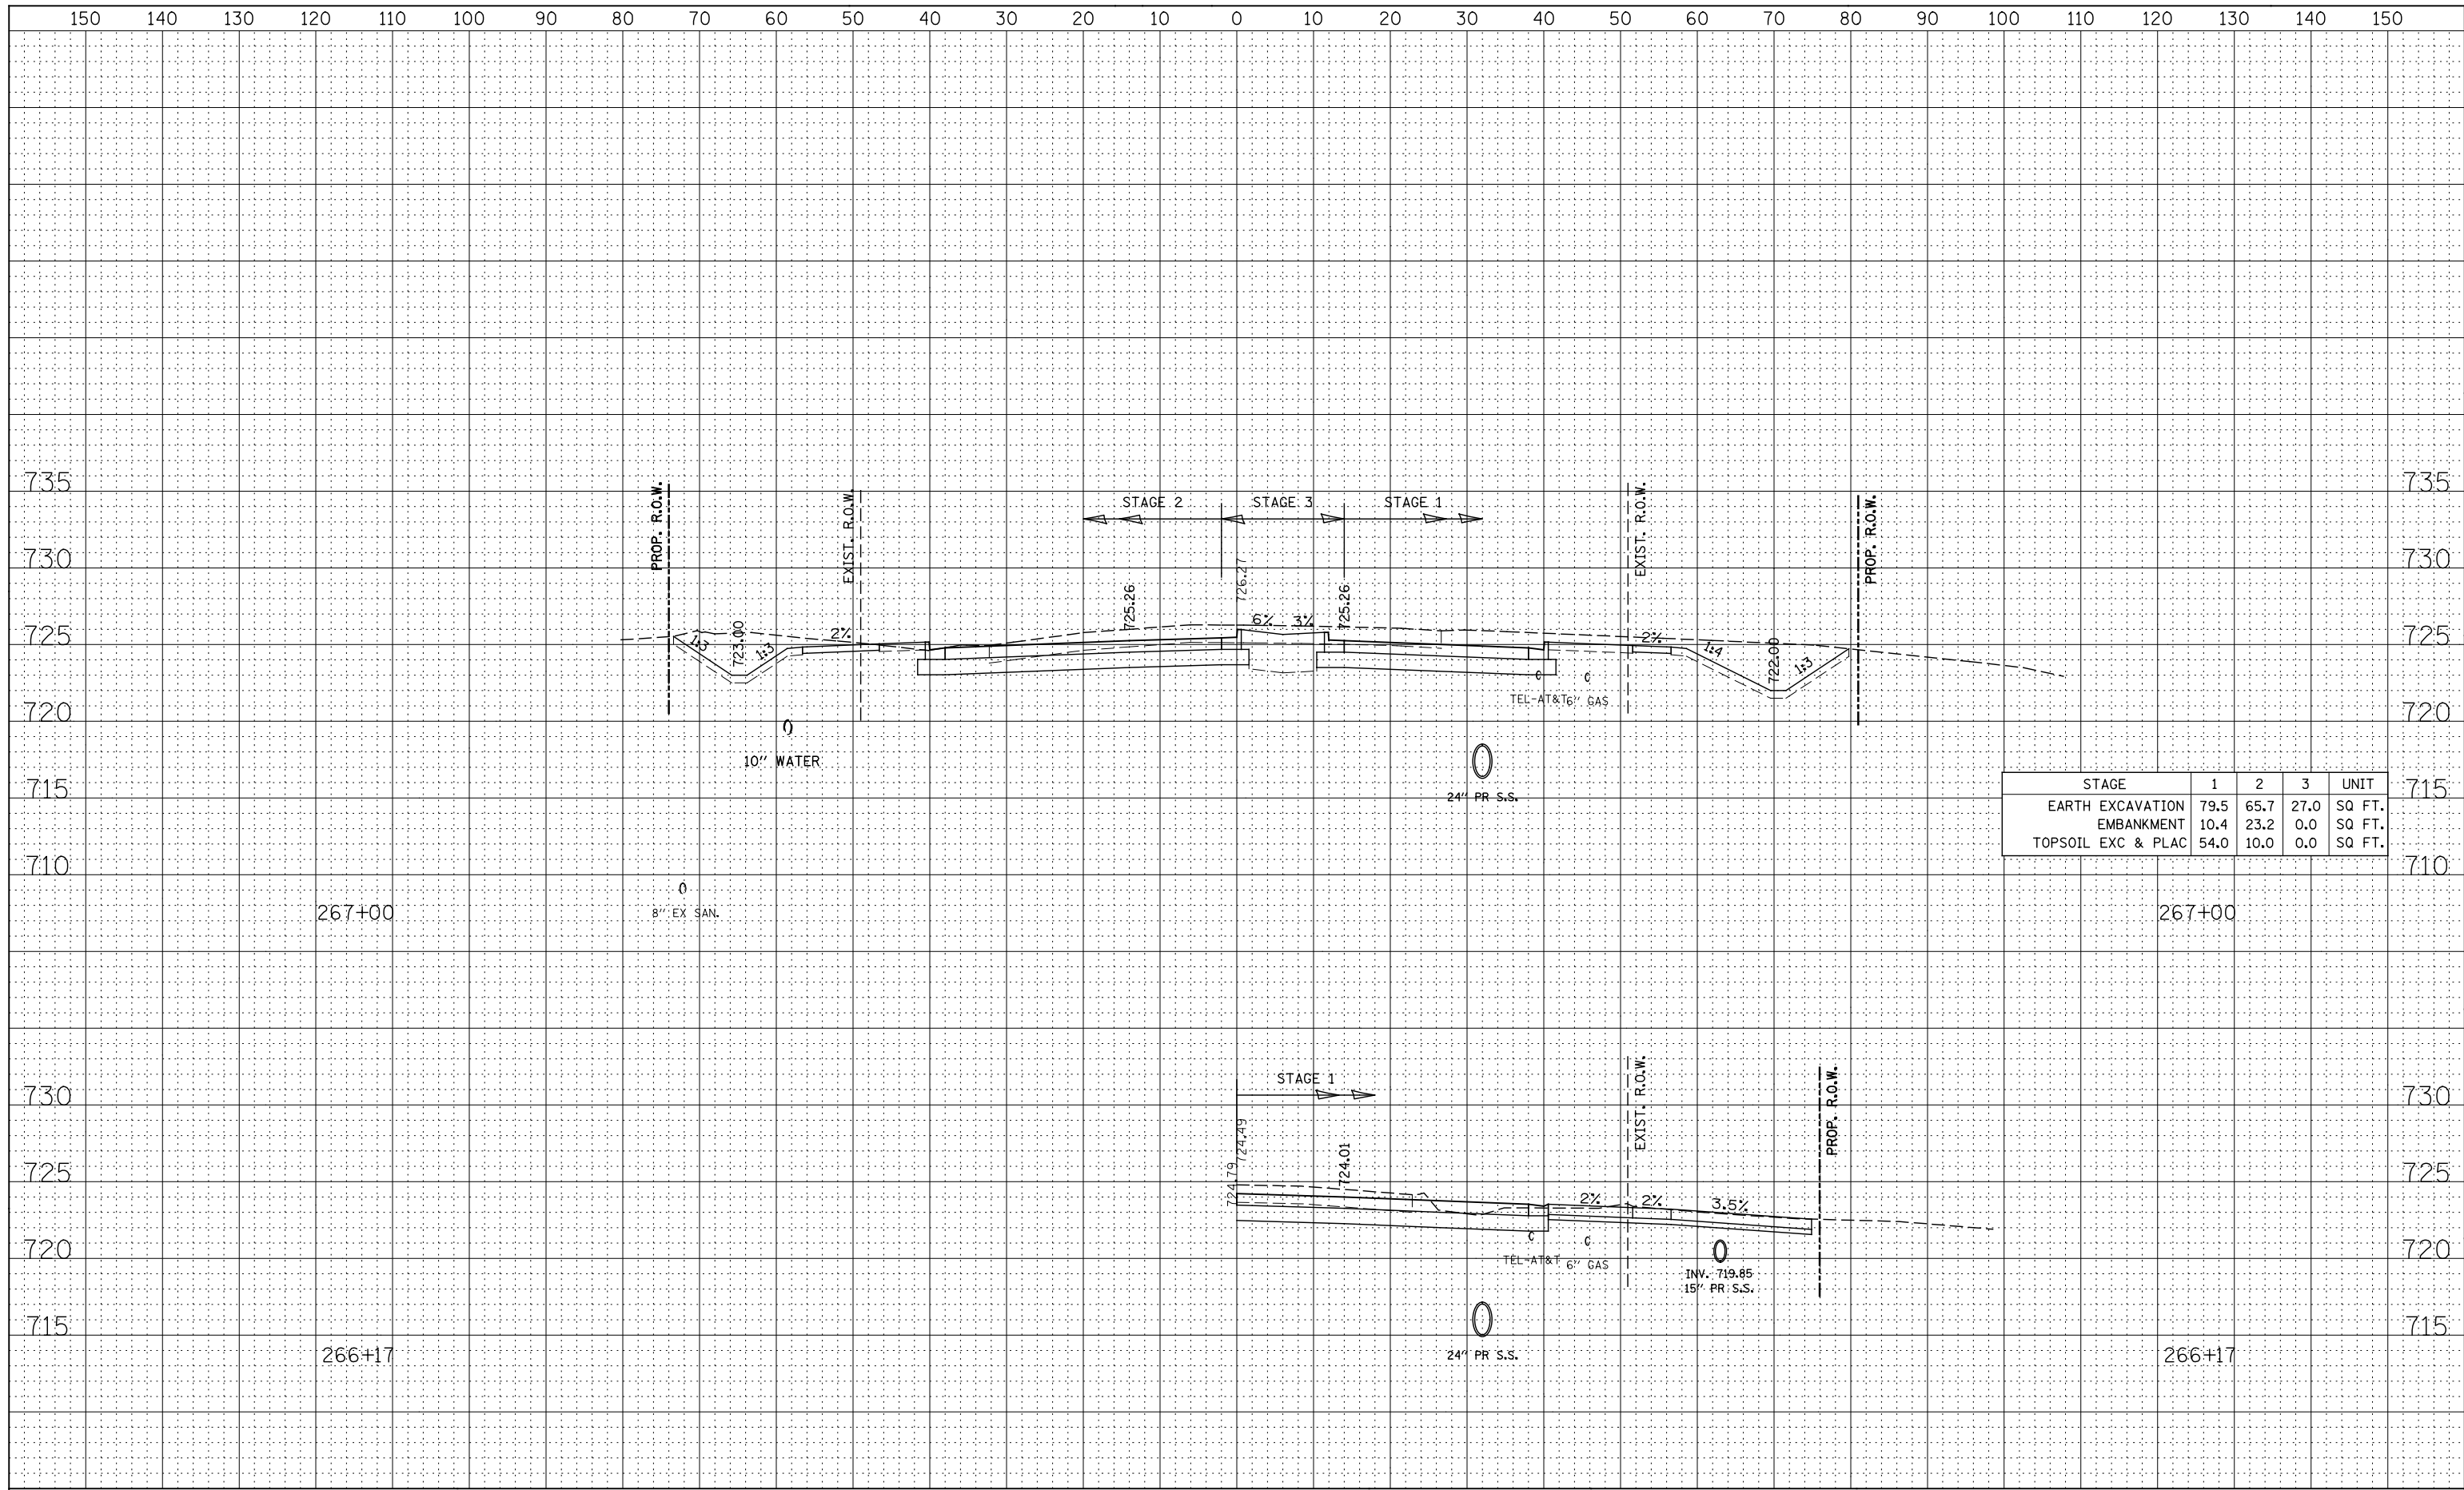 150 140 130 120 110 100 90 80 70 60 50 40 30 20 10 0 10 20 30 40 50 60 70 80 90 100 110 120 130 140 150
735 735
730 730
725 725
720 720
715 715
710 710
PROP. R.O.W.
EXIST. R.O.W.
STAGE 2
STAGE 3
STAGE 1
EXIST. R.O.W.
PROP. R.O.W.
1:3
723.00
1:3
2%
725.26
726.27
6%
3%
725.26
2%
1:4
722.00
1:3
TEL-AT&T
6" GAS
10" WATER
24" PR S.S.
8" EX SAN.
STAGE 1 2 3 UNIT
EARTH EXCAVATION 79.5 65.7 27.0 SQ FT.
EMBANKMENT 10.4 23.2 0.0 SQ FT.
TOPSOIL EXC & PLAC 54.0 10.0 0.0 SQ FT.
267+00 267+00
730 730
725 725
720 720
715 715
STAGE 1
EXIST. R.O.W.
PROP. R.O.W.
724.79
724.49
724.01
2%
2%
3.5%
TEL-AT&T
6" GAS
INV. 719.85
15" PR S.S.
24" PR S.S.
266+17 266+17